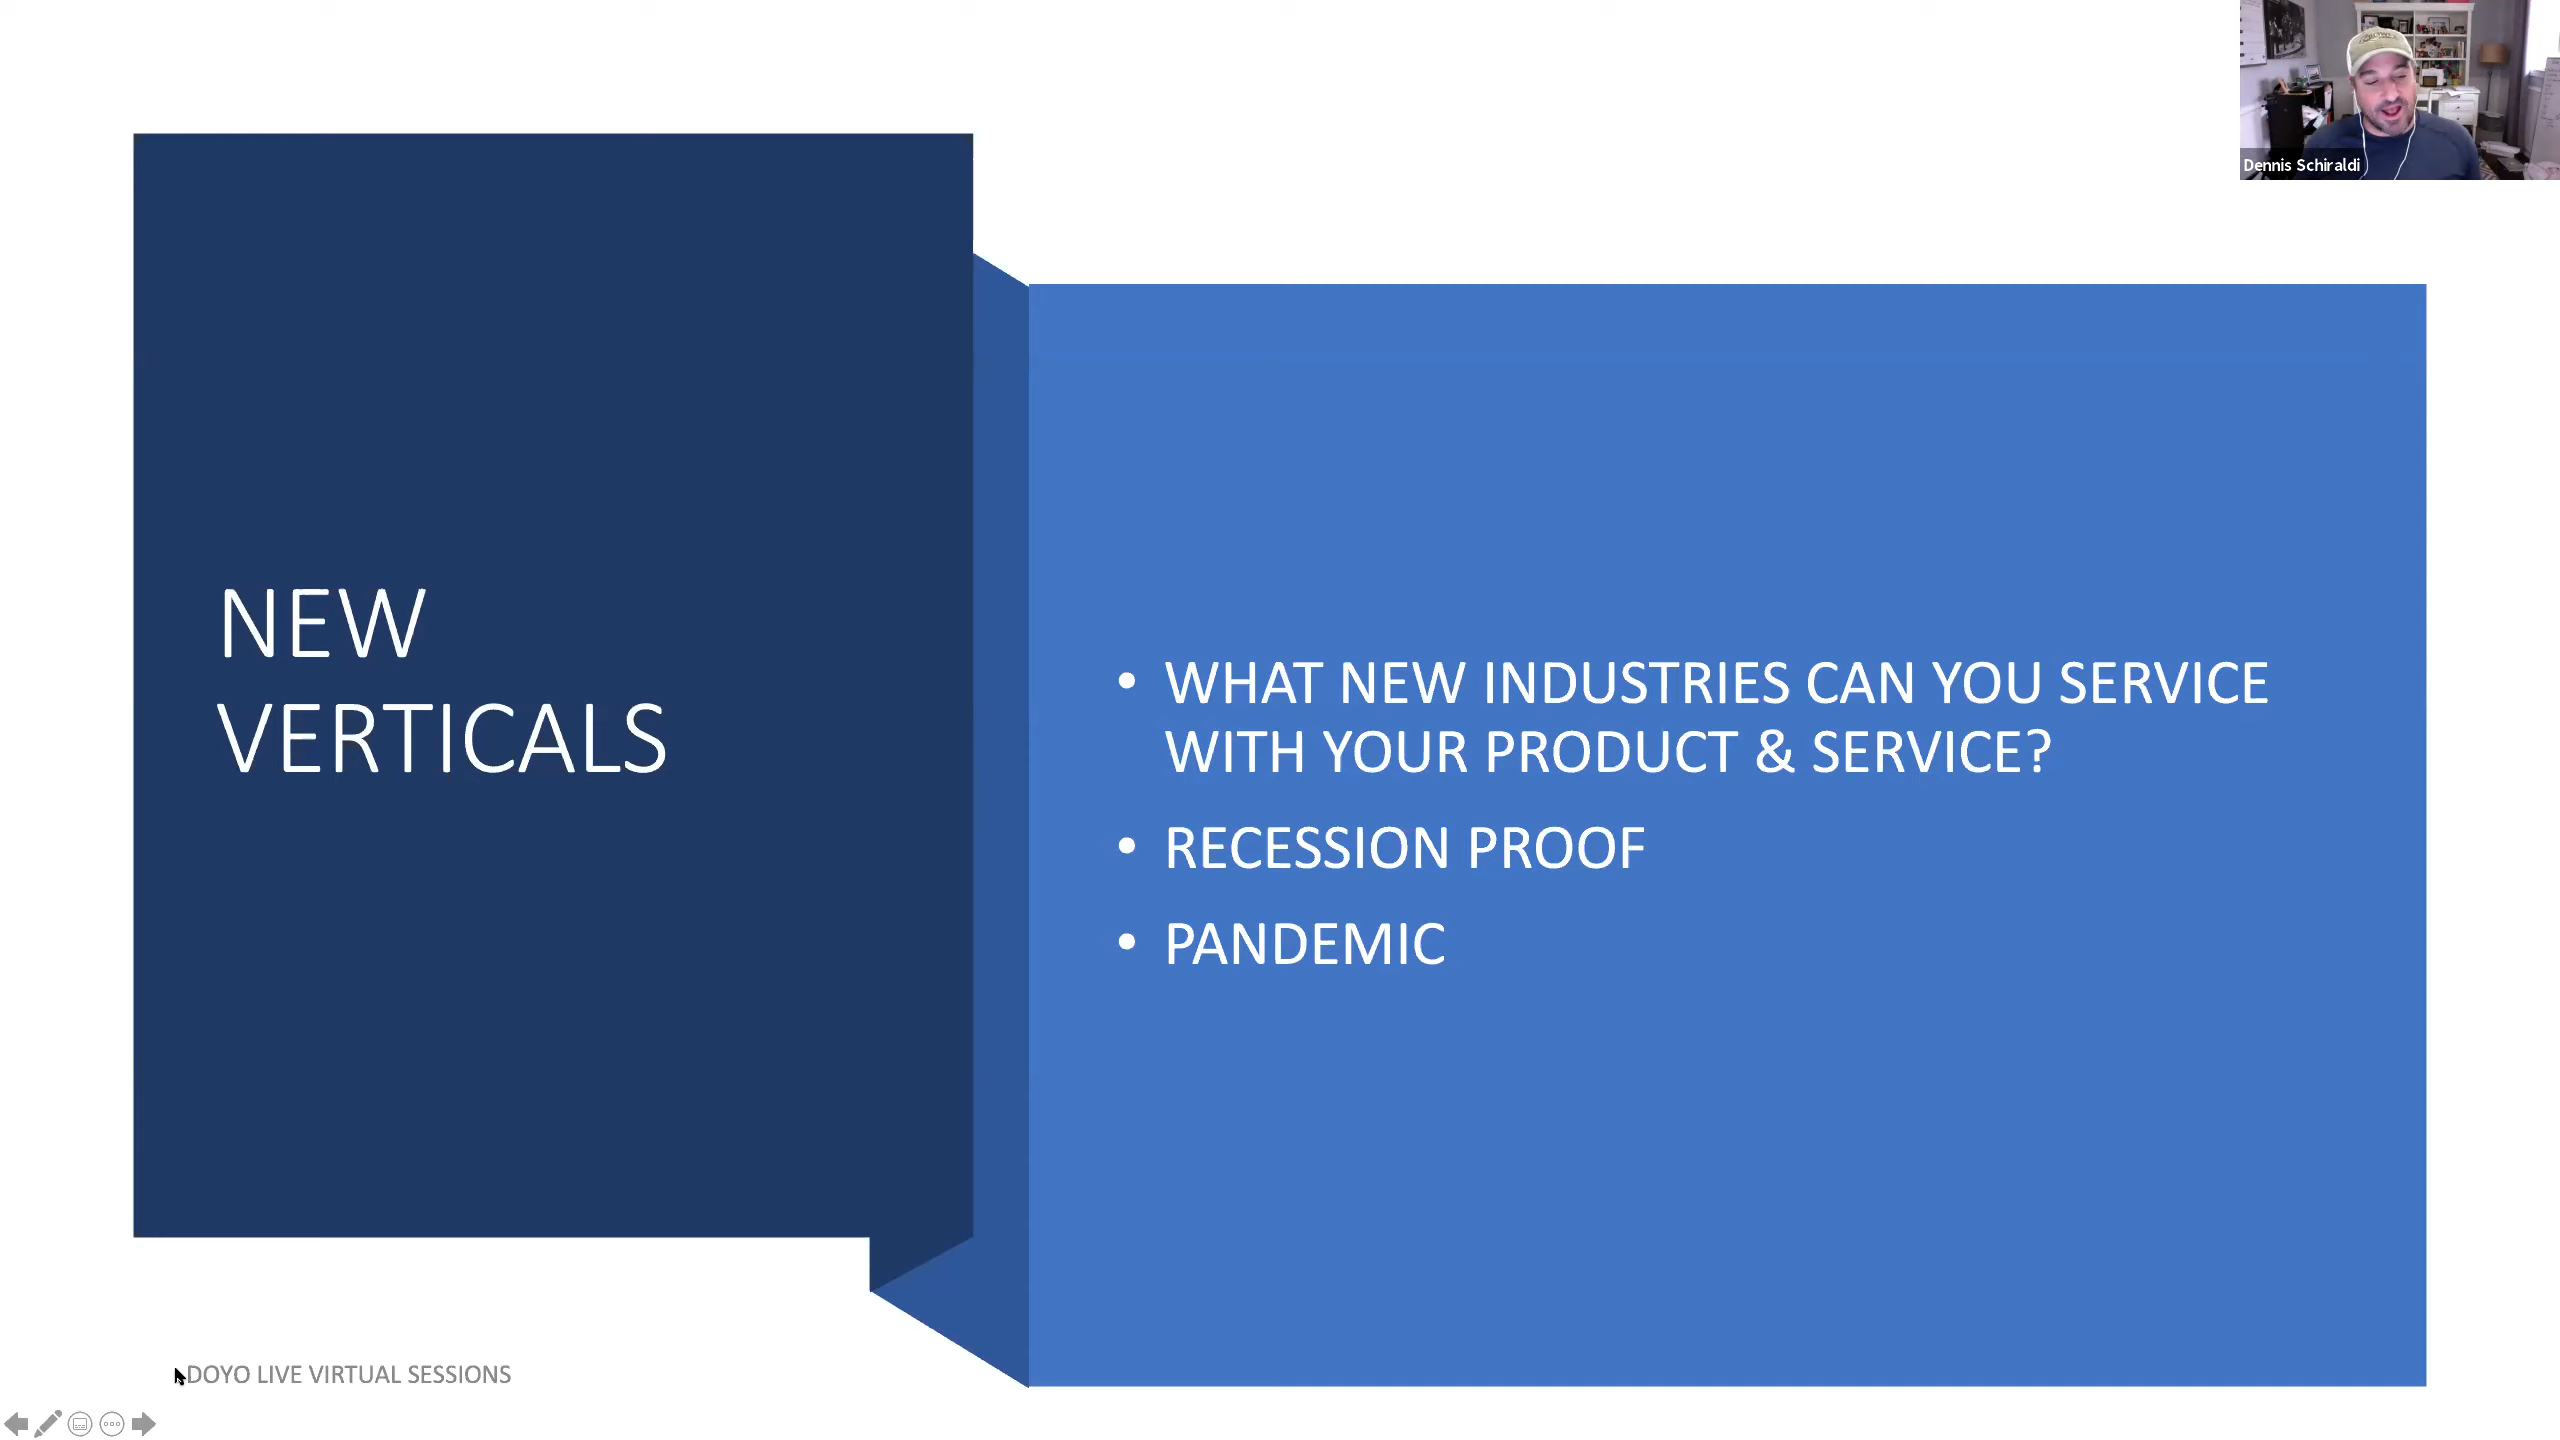 Dennis Schiraldi
NEW
VERTICALS
• WHAT NEW INDUSTRIES CAN YOU SERVICE
WITH YOUR PRODUCT & SERVICE?
• RECESSION PROOF
• PANDEMIC
DOYO LIVE VIRTUAL SESSIONS